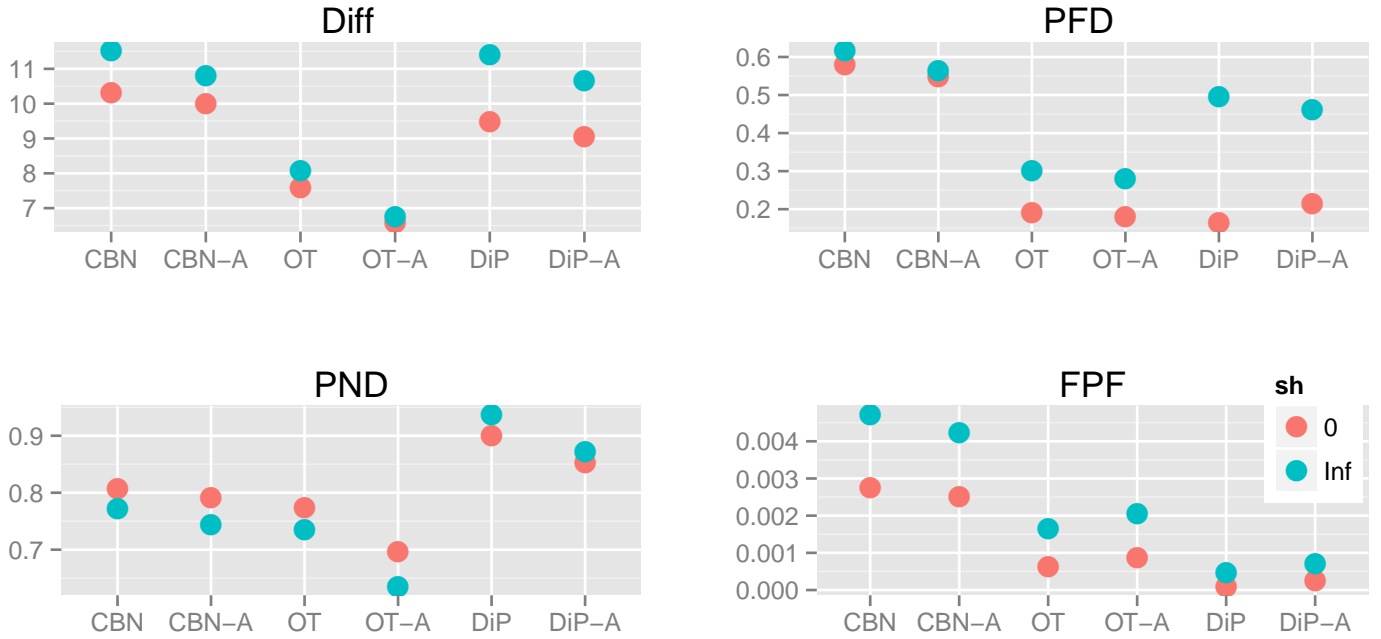 Diff
11
10
9
8
7
CBN CBN−A OT OT−A DiP DiP−A
PFD
0.6
0.5
0.4
0.3
0.2
CBN CBN−A OT OT−A DiP DiP−A
PND
0.9
0.8
0.7
CBN CBN−A OT OT−A DiP DiP−A
FPF
0.004
0.003
0.002
0.001
0.000
CBN CBN−A OT OT−A DiP DiP−A
sh
0
Inf